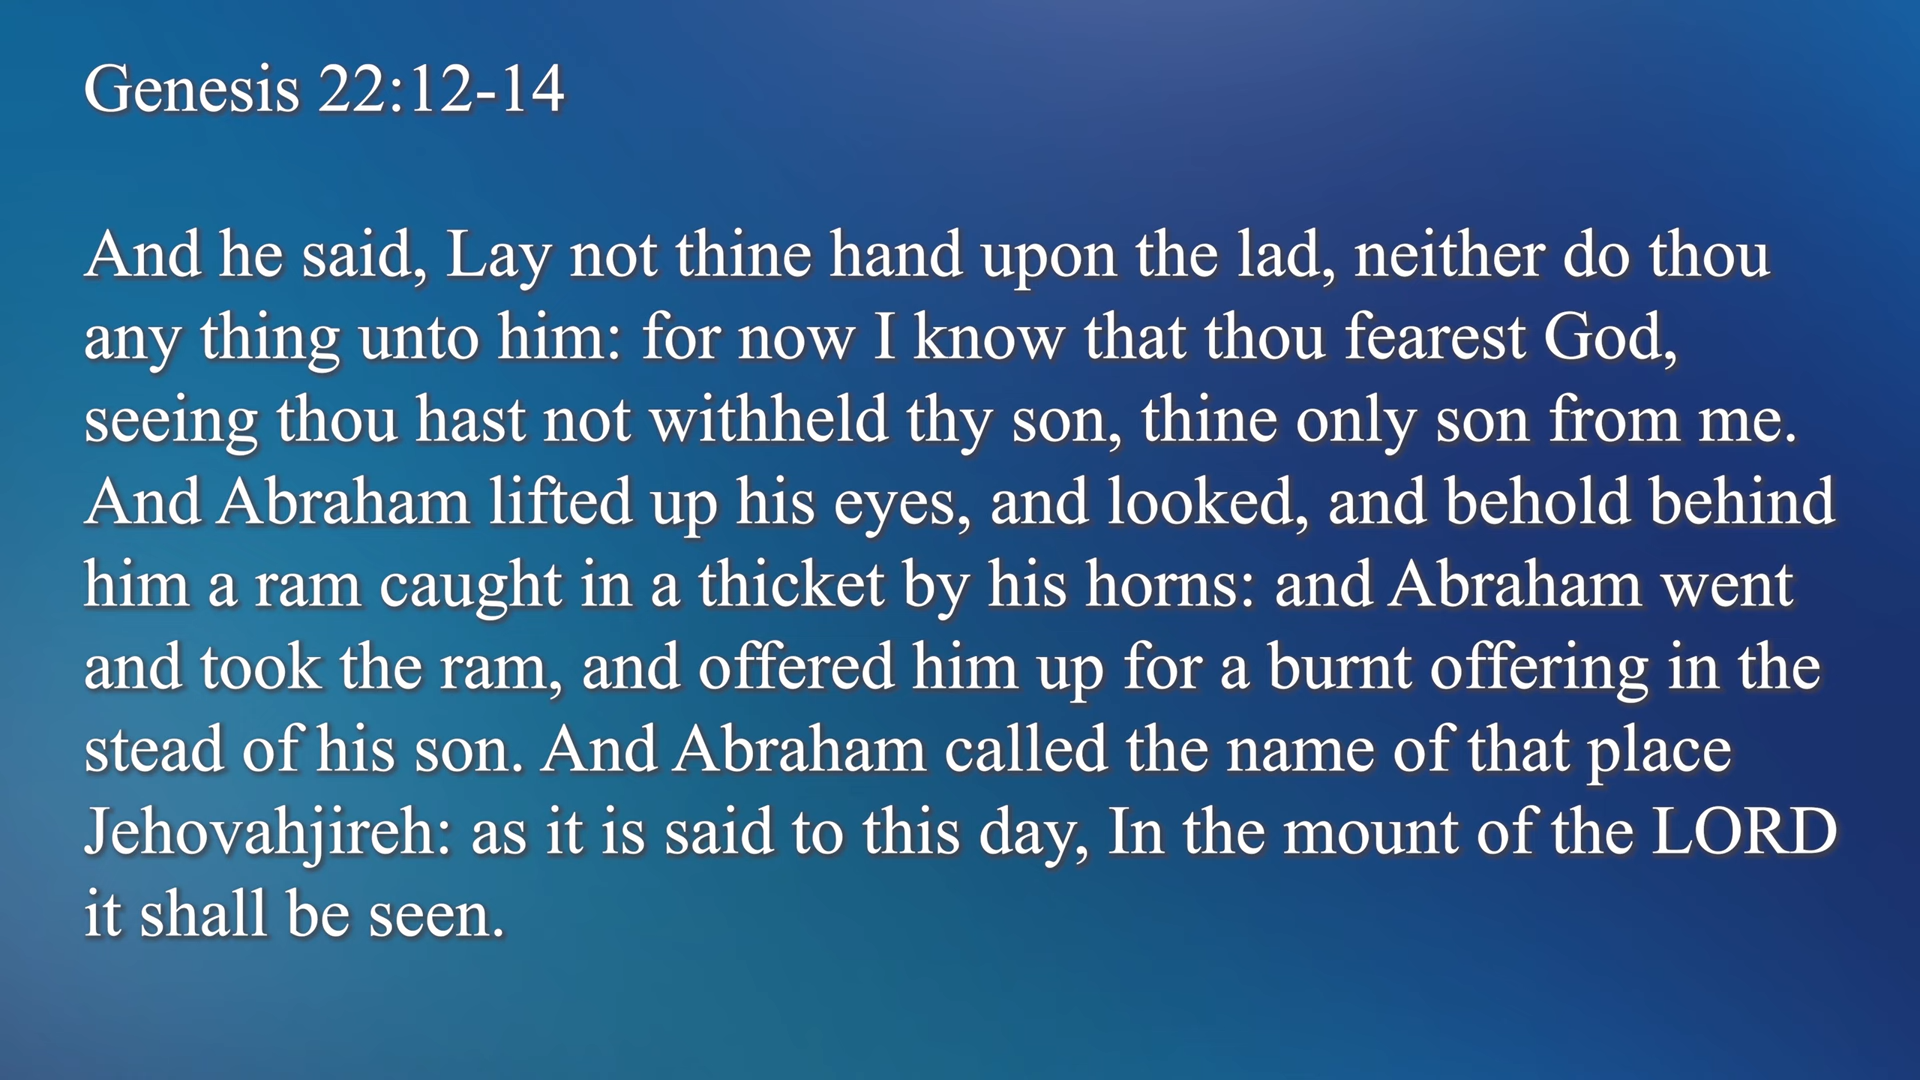 Genesis 22:12-14
And he said, Lay not thine hand upon the lad, neither do thou
any thing unto him: for now I know that thou fearest God,
seeing thou hast not withheld thy son, thine only son from me.
And Abraham lifted up his eyes, and looked, and behold behind
him a ram caught in a thicket by his horns: and Abraham went
and took the ram, and offered him up for a burnt offering in the
stead of his son. And Abraham called the name of that place
Jehovahjireh: as it is said to this day, In the mount of the LORD
it shall be seen.